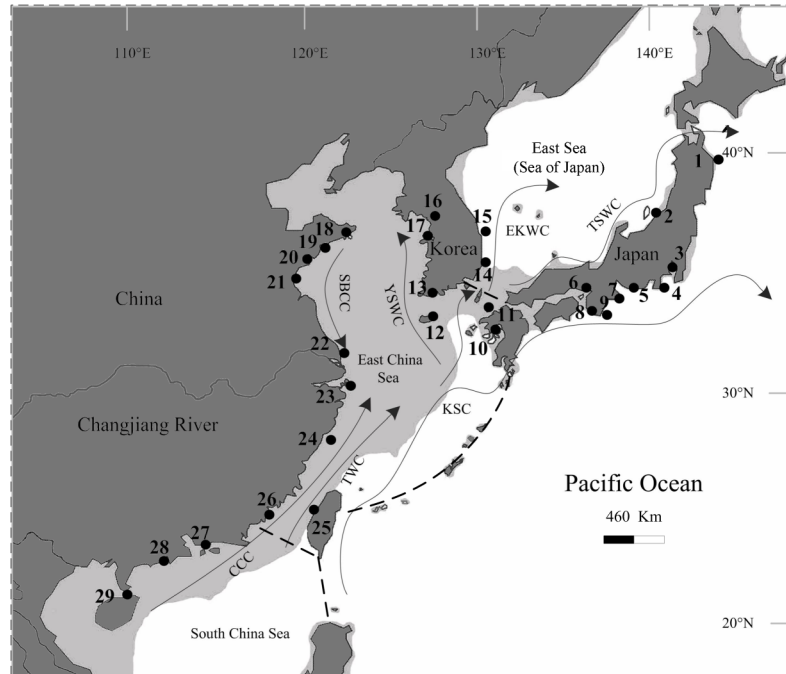 110°E
120°E
130°E
140°E
East Sea
(Sea of Japan)
40°N
1
16
15
TSWC
2
17
18
Korea
EKWC
19
Japan
20
3
14
21
SBCC
YSWC
13
6
7
5
4
China
12
11
8
9
10
22
East China
Sea
23
30°N
KSC
Changjiang River
24
TWC
Pacific Ocean
26
25
460 Km
27
28
CCC
29
20°N
South China Sea